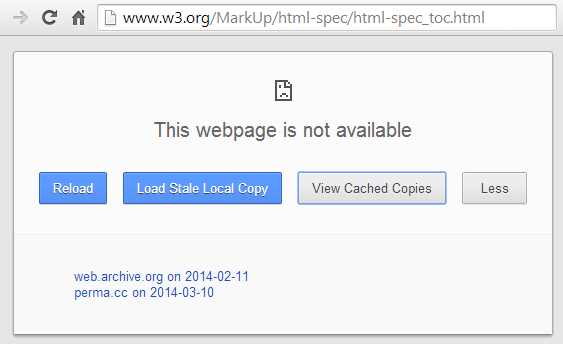 www.w3.org/MarkUp/html-spec/html-spec_toc.html
This webpage is not available
Reload Load Stale Local Copy View Cached Copies Less
web.archive.org on 2014-02-11
perma.cc on 2014-03-10